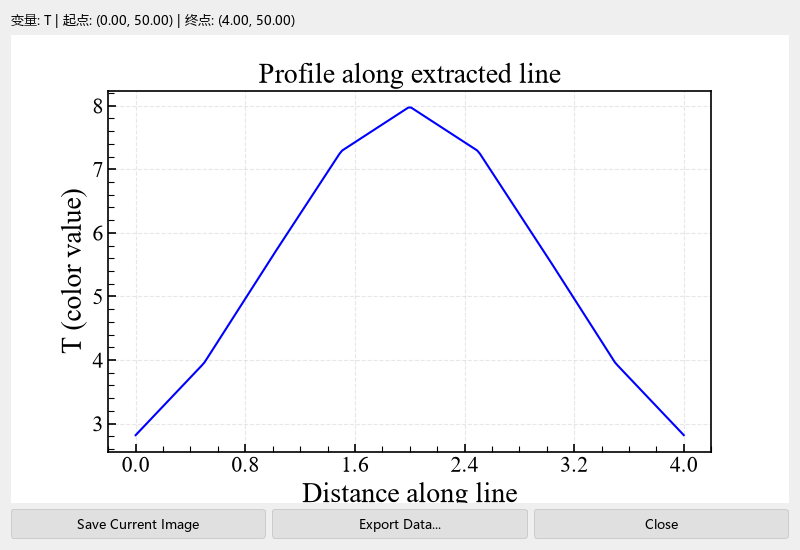 变量: T | 起点: (0.00, 50.00) | 终点: (4.00, 50.00)
Profile along extracted line
8
7
6
5
4
3
T (color value)
0.0 0.8 1.6 2.4 3.2 4.0
Distance along line
Save Current Image Export Data... Close